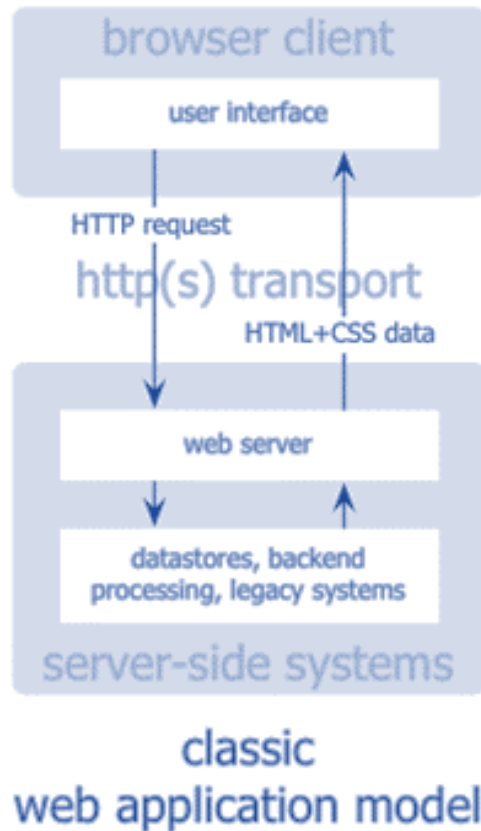 browser client
user interface
HTTP request
http(s) transport
HTML+CSS data
web server
datastores, backend
processing, legacy systems
server-side systems
classic
web application model